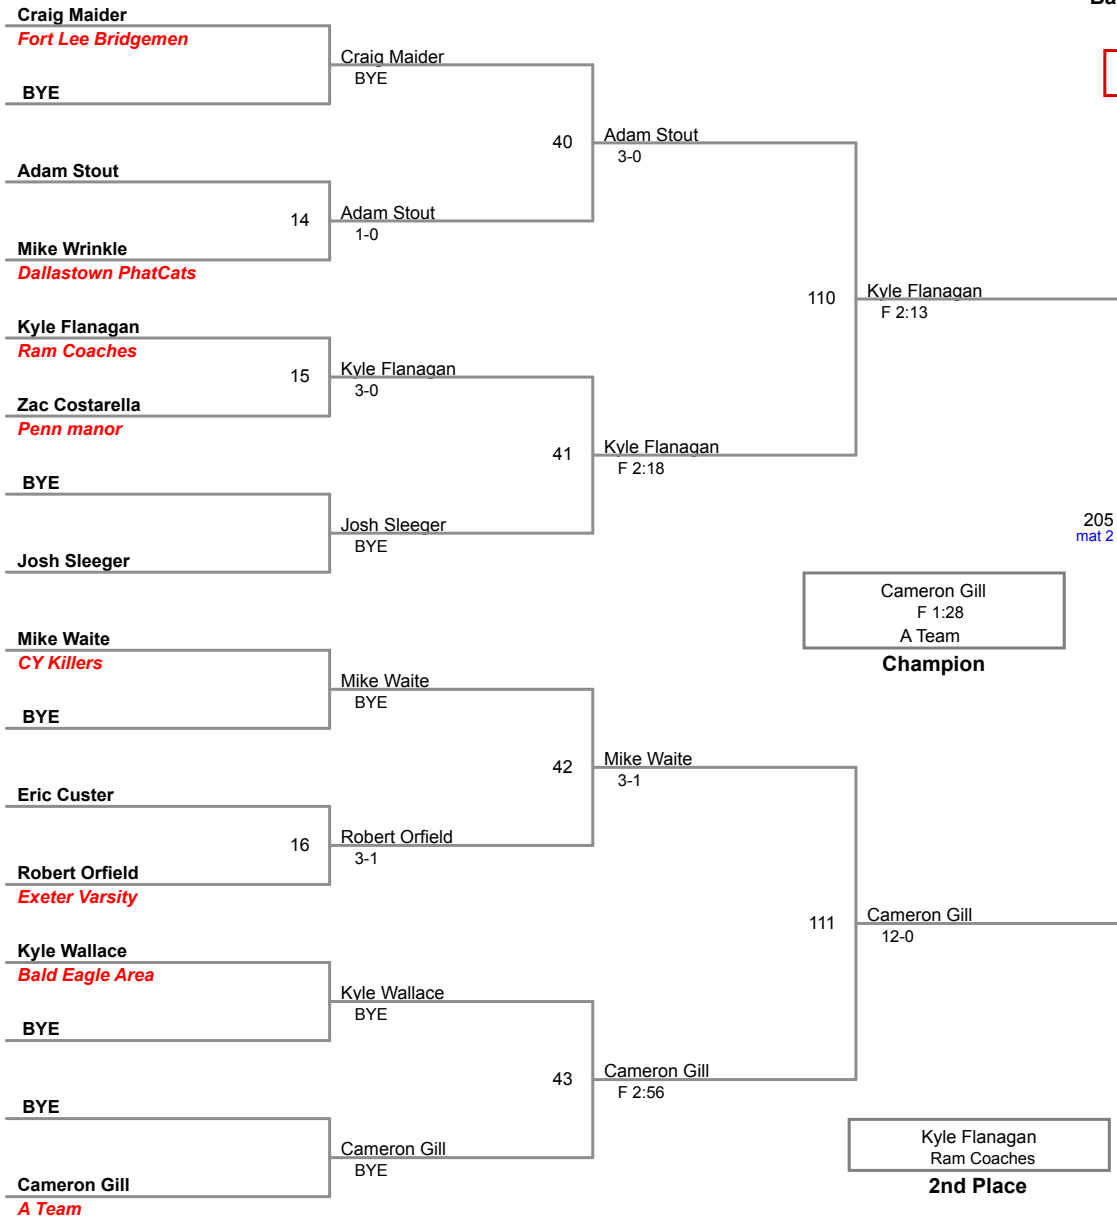 Ba
Craig Maider
Fort Lee Bridgemen
Craig Maider
BYE
BYE
40
Adam Stout
3-0
Adam Stout
14
Adam Stout
1-0
Mike Wrinkle
Dallastown PhatCats
110
Kyle Flanagan
F 2:13
Kyle Flanagan
Ram Coaches
15
Kyle Flanagan
3-0
Zac Costarella
Penn manor
41
Kyle Flanagan
F 2:18
BYE
Josh Sleeger
BYE
Josh Sleeger
205
mat 2
Cameron Gill
F 1:28
A Team
Champion
Mike Waite
CY Killers
Mike Waite
BYE
BYE
42
Mike Waite
3-1
Eric Custer
16
Robert Orfield
3-1
Robert Orfield
Exeter Varsity
111
Cameron Gill
12-0
Kyle Wallace
Bald Eagle Area
Kyle Wallace
BYE
BYE
43
Cameron Gill
F 2:56
BYE
Cameron Gill
BYE
Cameron Gill
A Team
Kyle Flanagan
Ram Coaches
2nd Place